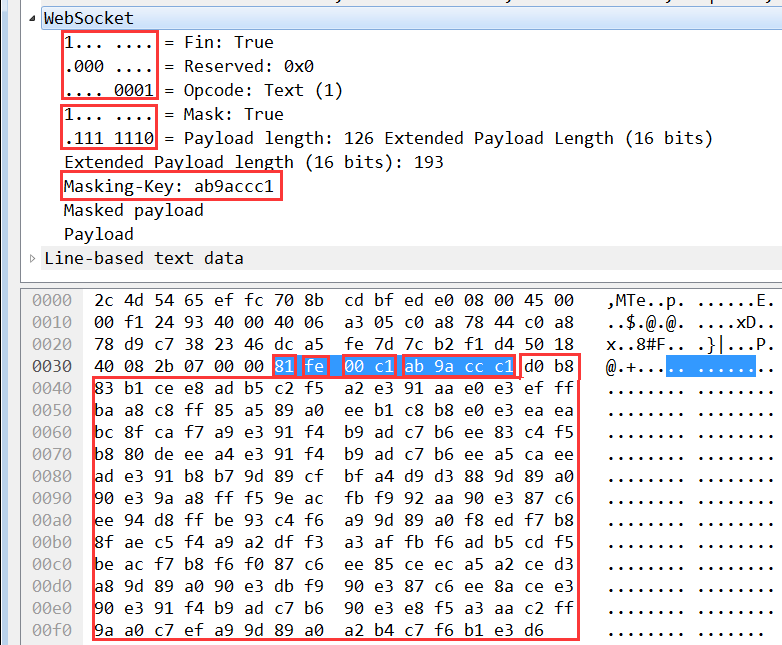 WebSocket
1... .... = Fin: True
.000 .... = Reserved: 0x0
.... 0001 = Opcode: Text (1)
1... .... = Mask: True
.111 1110 = Payload length: 126 Extended Payload Length (16 bits)
Extended Payload length (16 bits): 193
Masking-Key: ab9accc1
Masked payload
Payload
Line-based text data
0000 2c 4d 54 65 ef fc 70 8b cd bf ed e0 08 00 45 00 ,MTe..p. ......E.
0010 00 f1 24 93 40 00 40 06 a3 05 c0 a8 78 44 c0 a8 ..$.@.@. ....xD..
0020 78 d9 c7 38 23 46 dc a5 fe 7d 7c b2 f1 d4 50 18 x..8#F.. .}|...P.
0030 40 08 2b 07 00 00 81 fe 00 c1 ab 9a cc c1 d0 b8 @.+..... ........
0040 83 b1 ce e8 ad b5 c2 f5 a2 e3 91 aa e0 e3 ef ff ........ ........
0050 ba a8 c8 ff 85 a5 89 a0 ee b1 c8 b8 e0 e3 ea ea ........ ........
0060 bc 8f ca f7 a9 e3 91 f4 b9 ad c7 b6 ee 83 c4 f5 ........ ........
0070 b8 80 de ee a4 e3 91 f4 b9 ad c7 b6 ee a5 ca ee ........ ........
0080 ad e3 91 b8 b7 9d 89 cf bf a4 d9 d3 88 9d 89 a0 ........ ........
0090 90 e3 9a a8 ff f5 9e ac fb f9 92 aa 90 e3 87 c6 ........ ........
00a0 ee 94 d8 ff be 93 c4 f6 a9 9d 89 a0 f8 ed f7 b8 ........ ........
00b0 8f ae c5 f4 a9 a2 df f3 a3 af fb f6 ad b5 cd f5 ........ ........
00c0 be ac f7 b8 f6 f0 87 c6 ee 85 ce ec a5 a2 ce d3 ........ ........
00d0 a8 9d 89 a0 90 e3 db f9 90 e3 87 c6 ee 8a ce e3 ........ ........
00e0 90 e3 91 f4 b9 ad c7 b6 90 e3 e8 f5 a3 ac c2 ff ........ ........
00f0 9a a0 c7 ef a9 9d 89 a0 a2 b4 c7 f6 b1 e3 d6 ........ .......